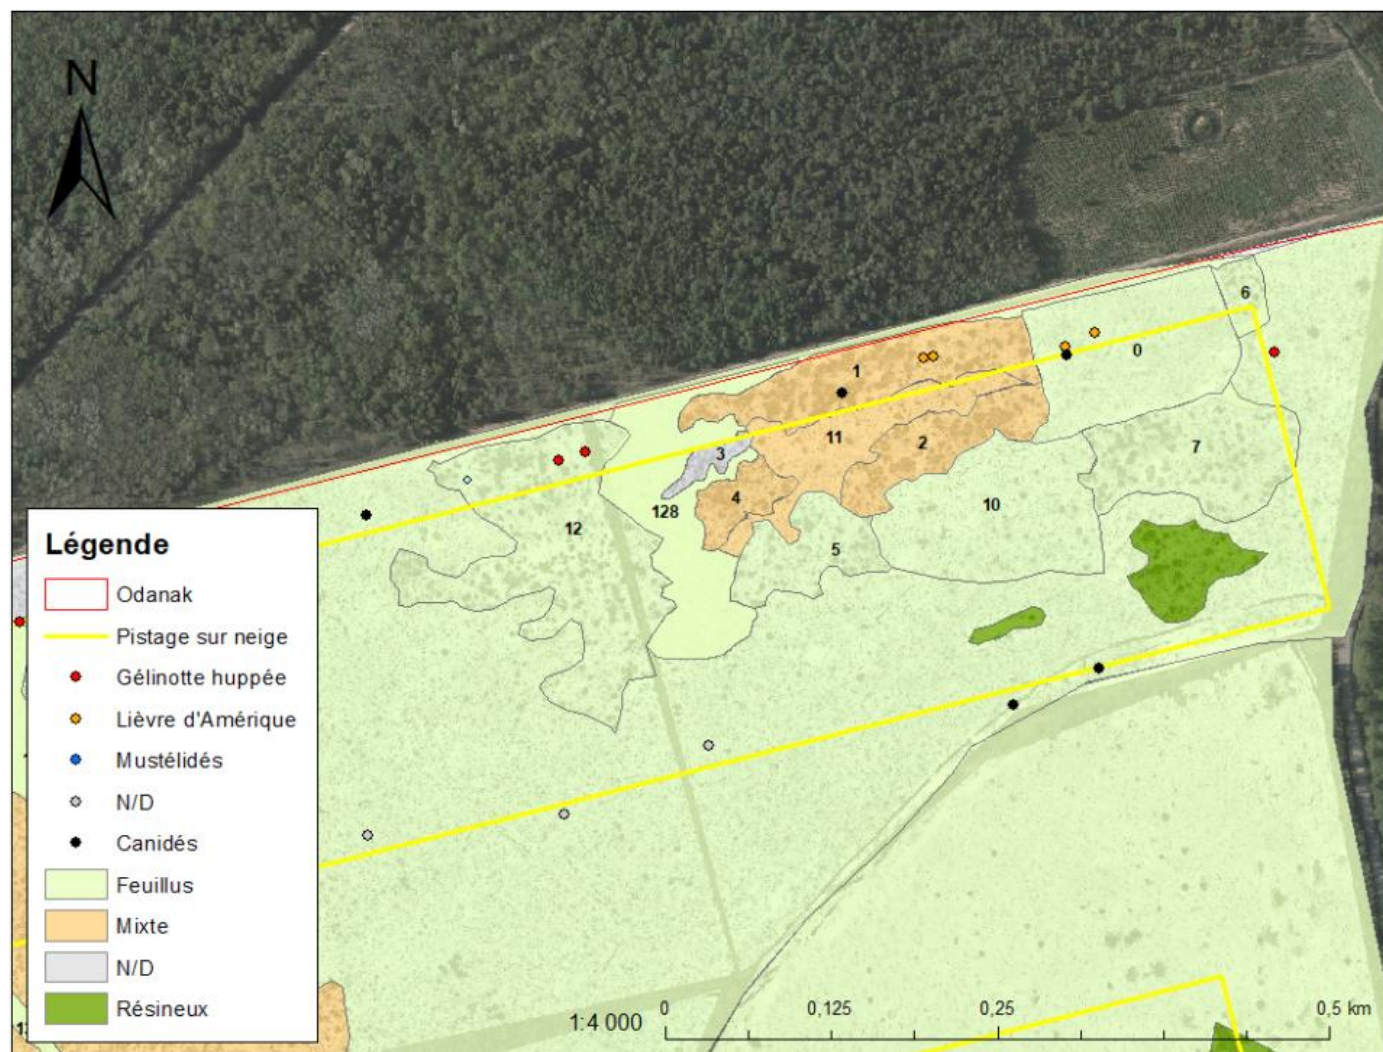 N
6
0
1
11
2
7
3
4
128
10
12
5
Légende
Odanak
Pistage sur neige
Gélinotte huppée
Lièvre d'Amérique
Mustélidés
N/D
Canidés
Feuillus
Mixte
N/D
Résineux
1:4 000
0 0,125 0,25 0,5 km